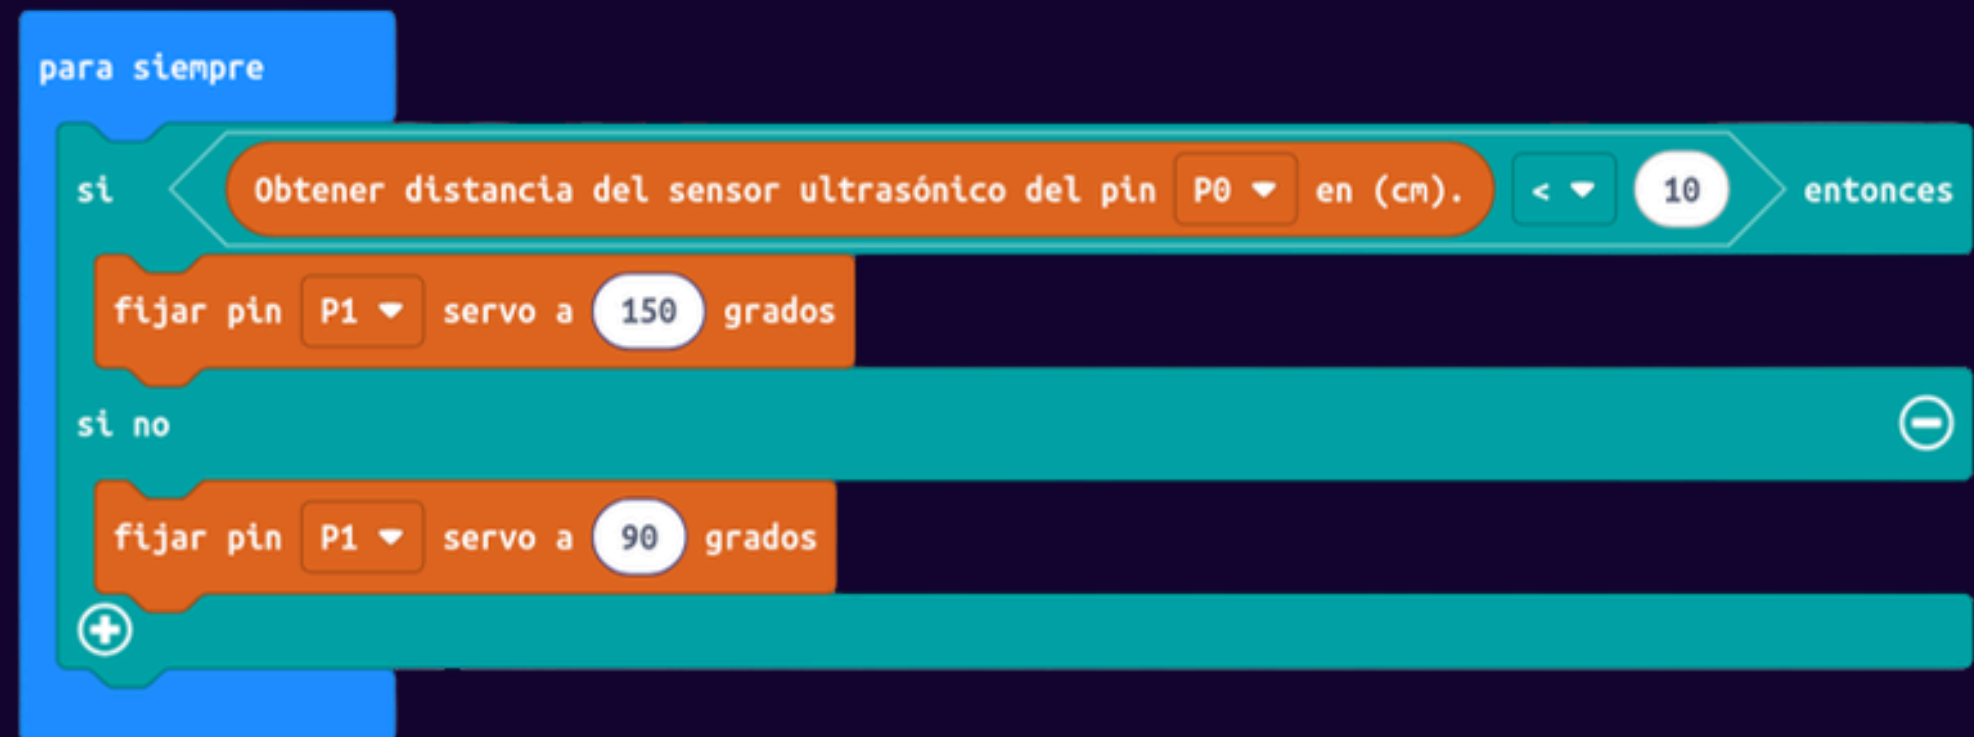 para siempre
si Obtener distancia del sensor ultrasónico del pin P0 en (cm). < 10 entonces
fijar pin P1 servo a 150 grados
si no
fijar pin P1 servo a 90 grados